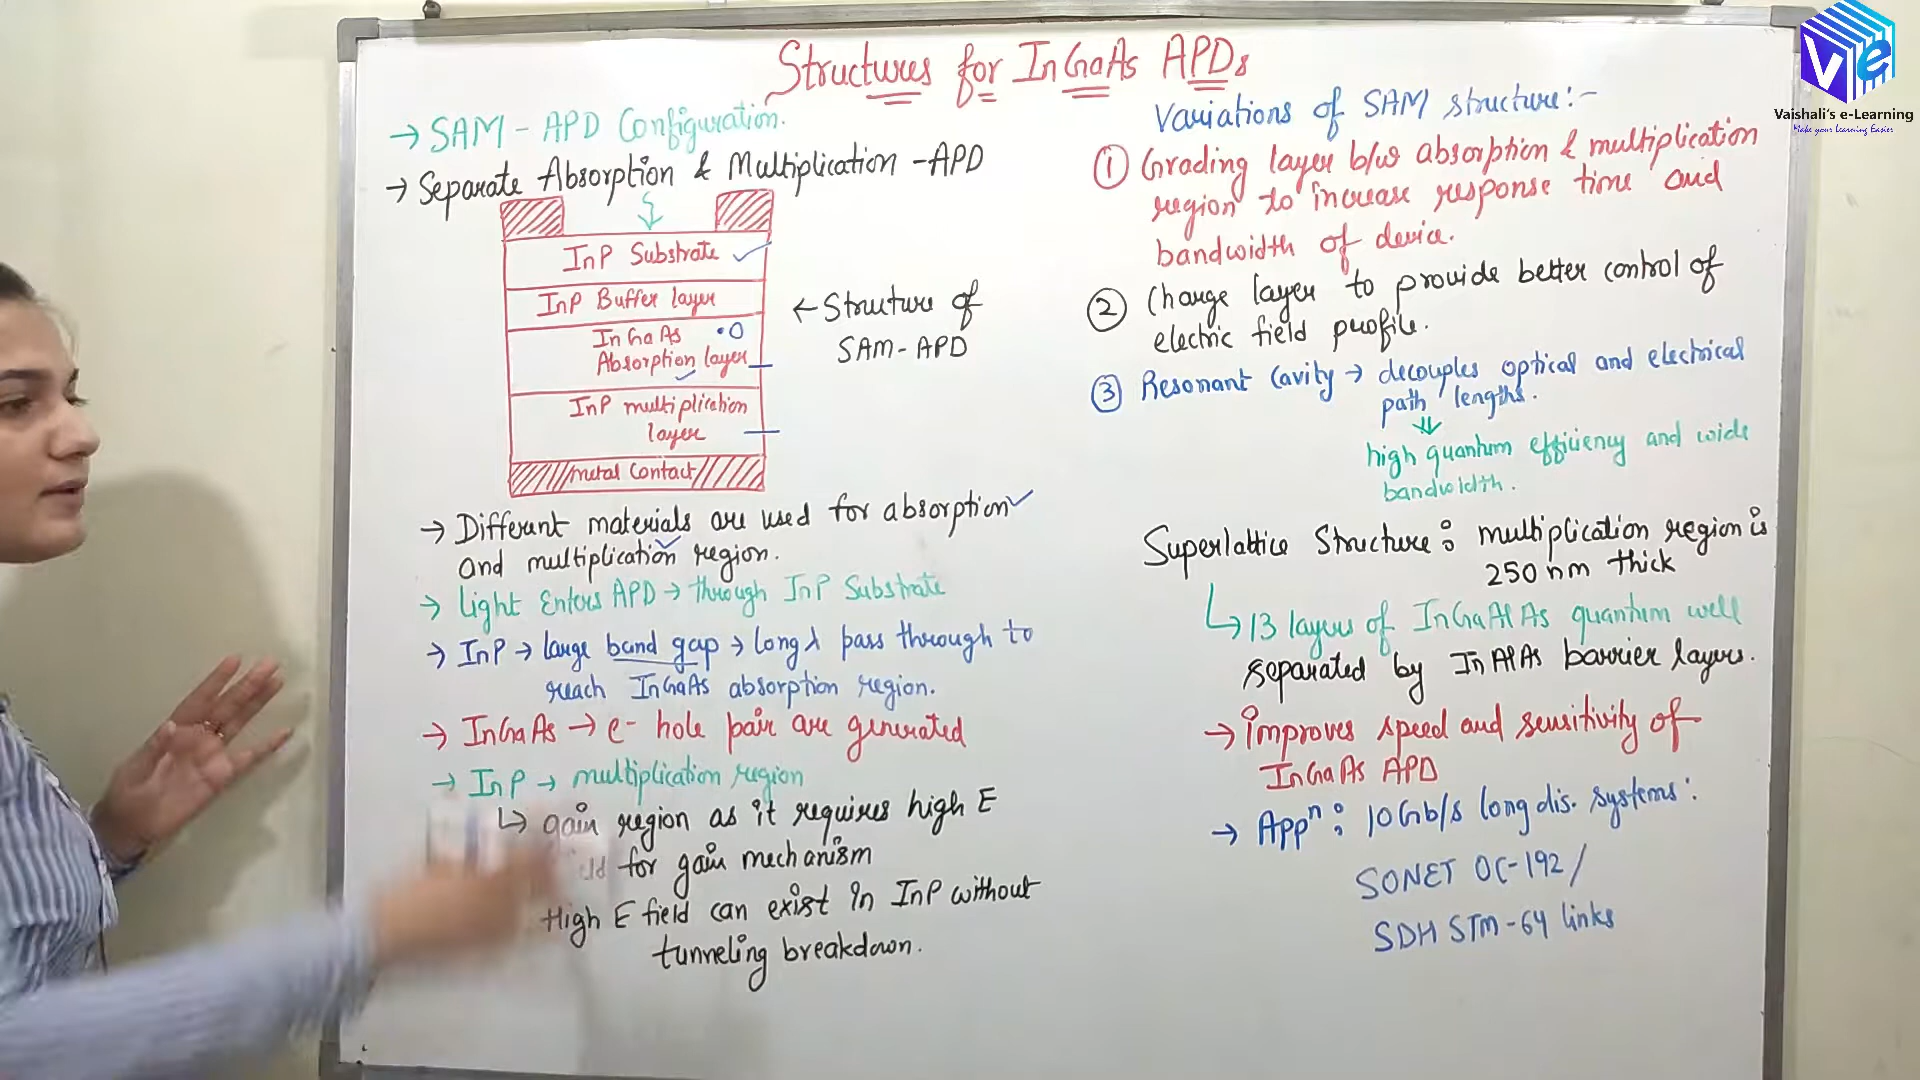 Structures for InGaAs APDs
→ SAM - APD Configuration.
→ Separate Absorption & Multiplication - APD
InP Substrate
InP Buffer layer
InGaAs
Absorption layer
InP multiplication
layer
metal Contact
← Structure of
SAM-APD
→ Different materials are used for absorption
and multiplication region.
→ Light Enters APD → through InP Substrate
→ InP → large band gap → long λ pass through to
reach InGaAs absorption region.
→ InGaAs → e- hole pair are generated
→ InP → multiplication region
↳ gain region as it requires high E
for gain mechanism
High E field can exist in InP without
tunneling breakdown.
Variations of SAM structure:-
① Grading layer b/w absorption & multiplication
region to increase response time and
bandwidth of device.
② Charge layer to provide better control of
electric field profile.
③ Resonant Cavity → decouples optical and electrical
path lengths.
⇓
high quantum efficiency and wide
bandwidth.
Superlattice Structure: multiplication region is
250 nm thick
↳ 13 layers of InGaAlAs quantum well
separated by InAlAs barrier layers.
→ improves speed and sensitivity of
InGaAs APD
→ Appⁿ: 10Gb/s long dis. systems:
SONET OC-192/
SDH STM-64 links
Ve
Vaishali's e-Learning
Make your Learning Easier